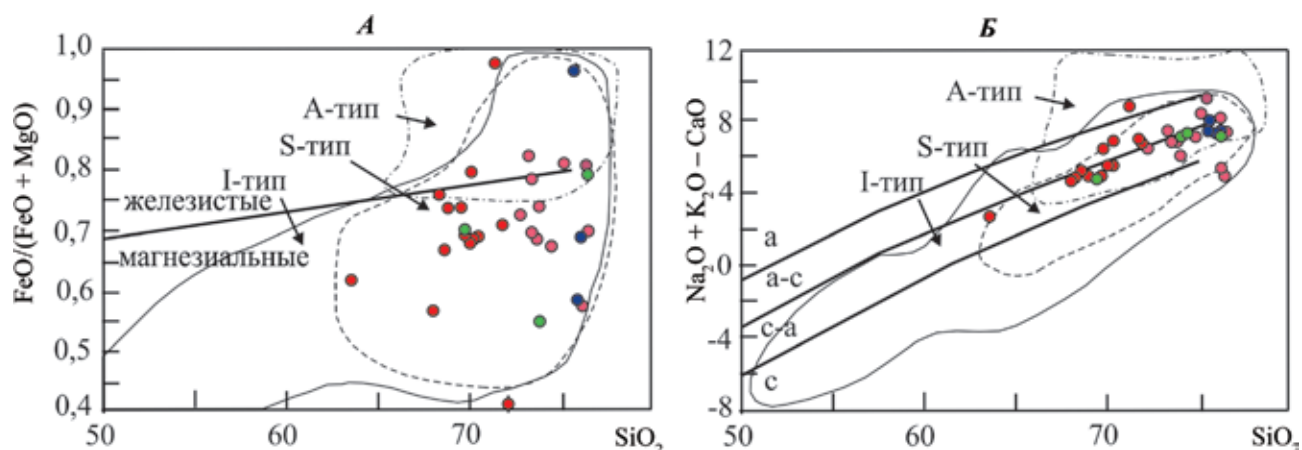 А
FeO/(FeO + MgO)
1,0
0,9
0,8
0,7
0,6
0,5
0,4
А-тип
S-тип
I-тип
железистые
магнезиальные
50
70
SiO₂
Б
Na₂O + K₂O – CaO
12
8
4
0
-4
-8
А-тип
S-тип
I-тип
a
a-c
c-a
c
50
60
70
SiO₂